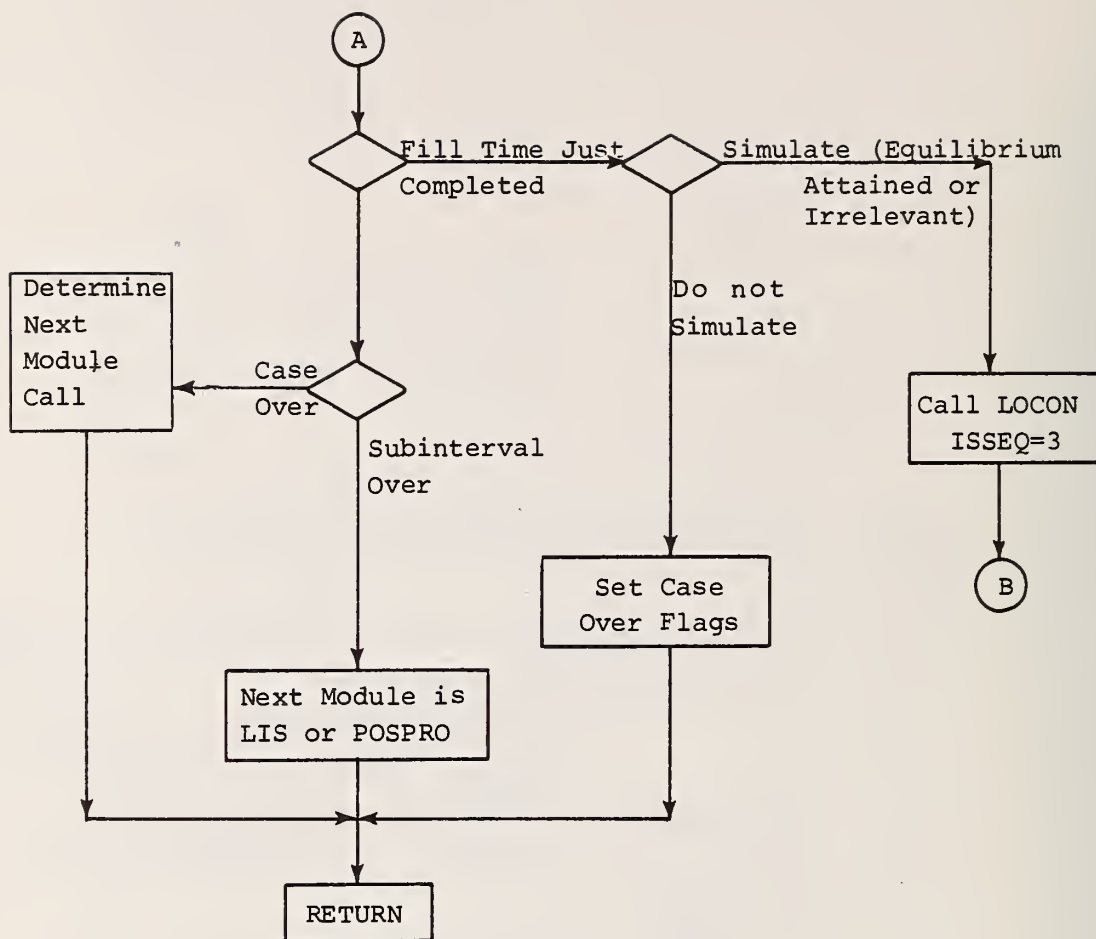 A
Fill Time Just
Completed
Simulate (Equilibrium
Attained or
Irrelevant)
Determine
Next
Module
Call
Do not
Simulate
Case
Over
Call LOCON
ISSEQ=3
Subinterval
Over
Set Case
Over Flags
B
Next Module is
LIS or POSPRO
RETURN